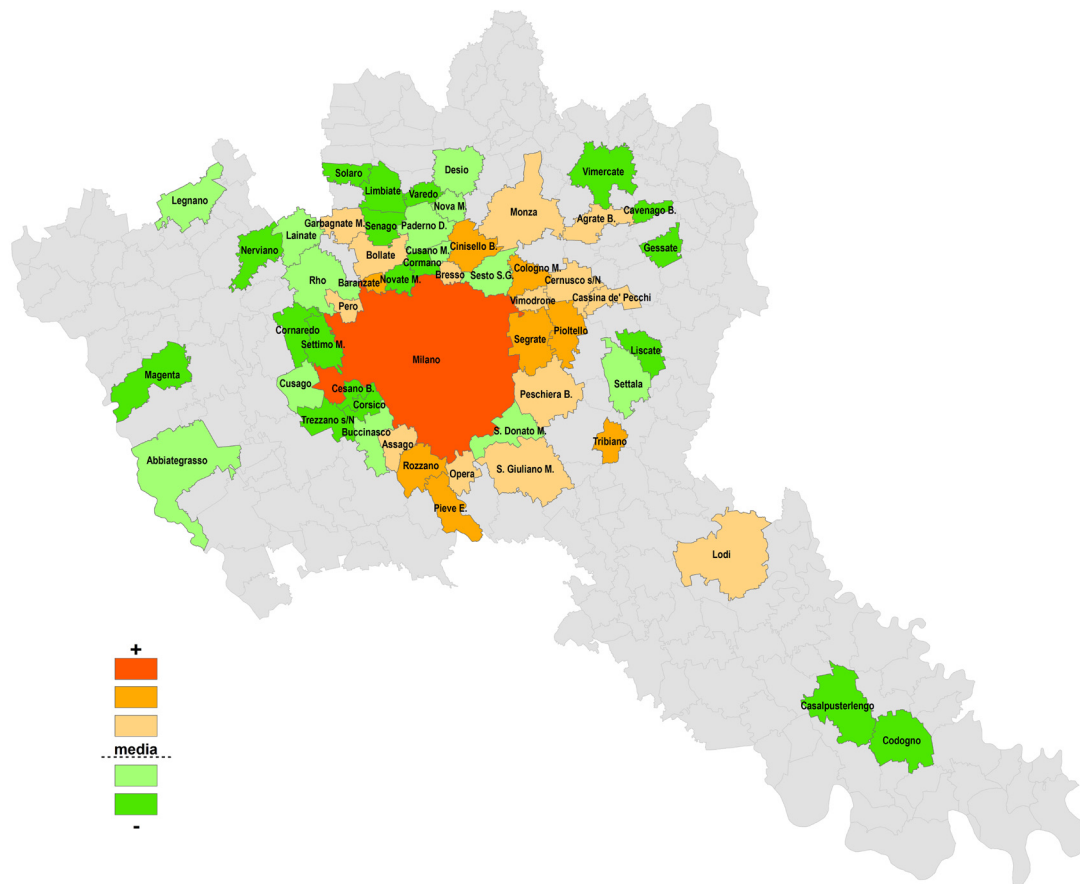 Solaro
Desio
Vimercate
Limbiate
Varedo
Legnano
Nova M.
Monza
Cavenago B.
Garbagnate M.
Senago
Paderno D.
Agrate B.
Lainate
Nerviano
Bollate
Cusano M.
Cinisello B.
Gessate
Cormano
Cologno M.
Rho
Baranzate
Novate M.
Bresso
Sesto S.G.
Cernusco s/N
Pero
Vimodrone
Cassina de' Pecchi
Cornaredo
Settimo M.
Milano
Segrate
Pioltello
Liscate
Magenta
Cusago
Cesano B.
Settala
Peschiera B.
Corsico
Trezzano s/N
Buccinasco
S. Donato M.
Tribiano
Assago
Abbiategrasso
Rozzano
Opera
S. Giuliano M.
Pieve E.
Lodi
+
media
-
Casalpusterlengo
Codogno